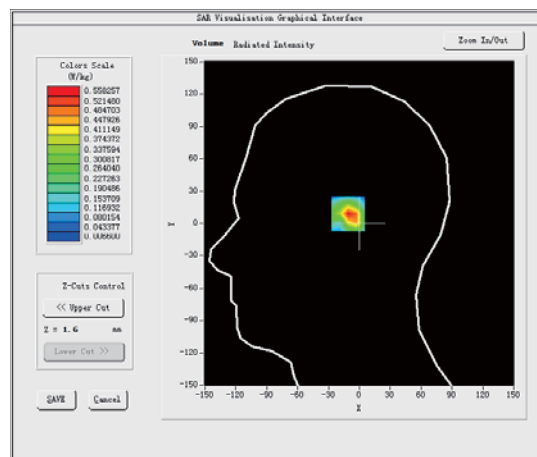 SAR Visualisation Graphical Interface
Volume Radiated Intensity
Zoom In/Out
Colors Scale
(W/kg)
0.558257
0.521480
0.484703
0.447926
0.411149
0.374372
0.337594
0.300817
0.264040
0.227263
0.190486
0.153709
0.116932
0.080154
0.043377
0.006600
150
120
90
60
30
0
-30
-60
-90
-120
-150
Y
-150 -120 -90 -60 -30 0 30 60 90 120 150
X
Z-Cuts Control
<< Upper Cut
Z = 1.6 mm
Lower Cut >>
SAVE Cancel